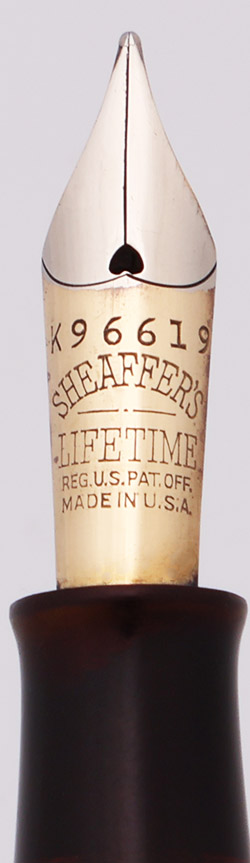 K96619
SHEAFFER'S
LIFETIME
REG.U.S.PAT.OFF.
MADE IN U.S.A.